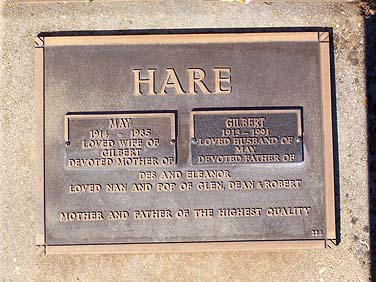 HARE
MAY
1914 - 1985
LOVED WIFE OF
GILBERT
DEVOTED MOTHER OF
GILBERT
1913 - 1991
LOVED HUSBAND OF
MAY
DEVOTED FATHER OF
DES AND ELEANOR
LOVED NAN AND POP OF GLEN, DEAN & ROBERT
MOTHER AND FATHER OF THE HIGHEST QUALITY